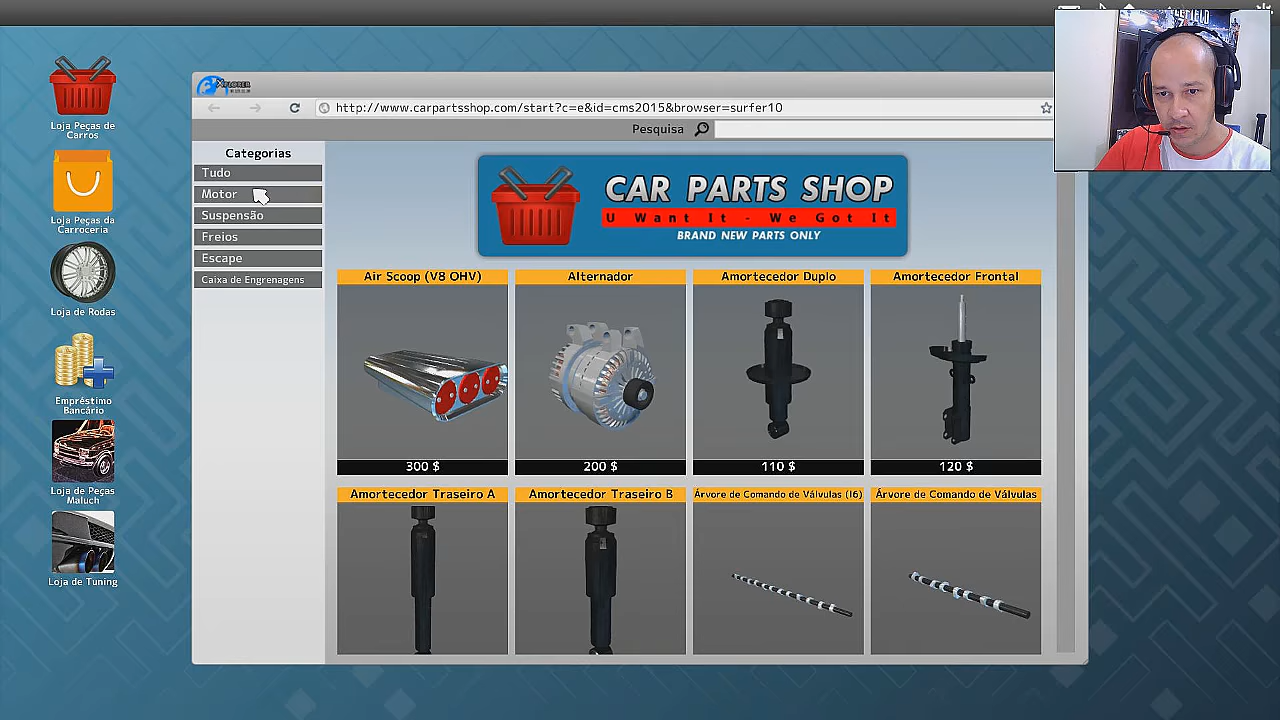 Loja Peças de
Carros
Loja Peças da
Carroceria
Loja de Rodas
Empréstimo
Bancário
Loja de Peças
Maluch
Loja de Tuning
http://www.carpartsshop.com/start?c=e&id=cms2015&browser=surfer10
Pesquisa
Categorias
Tudo
Motor
Suspensão
Freios
Escape
Caixa de Engrenagens
CAR PARTS SHOP
U Want It - We Got It
BRAND NEW PARTS ONLY
Air Scoop (V8 OHV)
Alternador
Amortecedor Duplo
Amortecedor Frontal
300 $
200 $
110 $
120 $
Amortecedor Traseiro A
Amortecedor Traseiro B
Árvore de Comando de Válvulas (I6)
Árvore de Comando de Válvulas